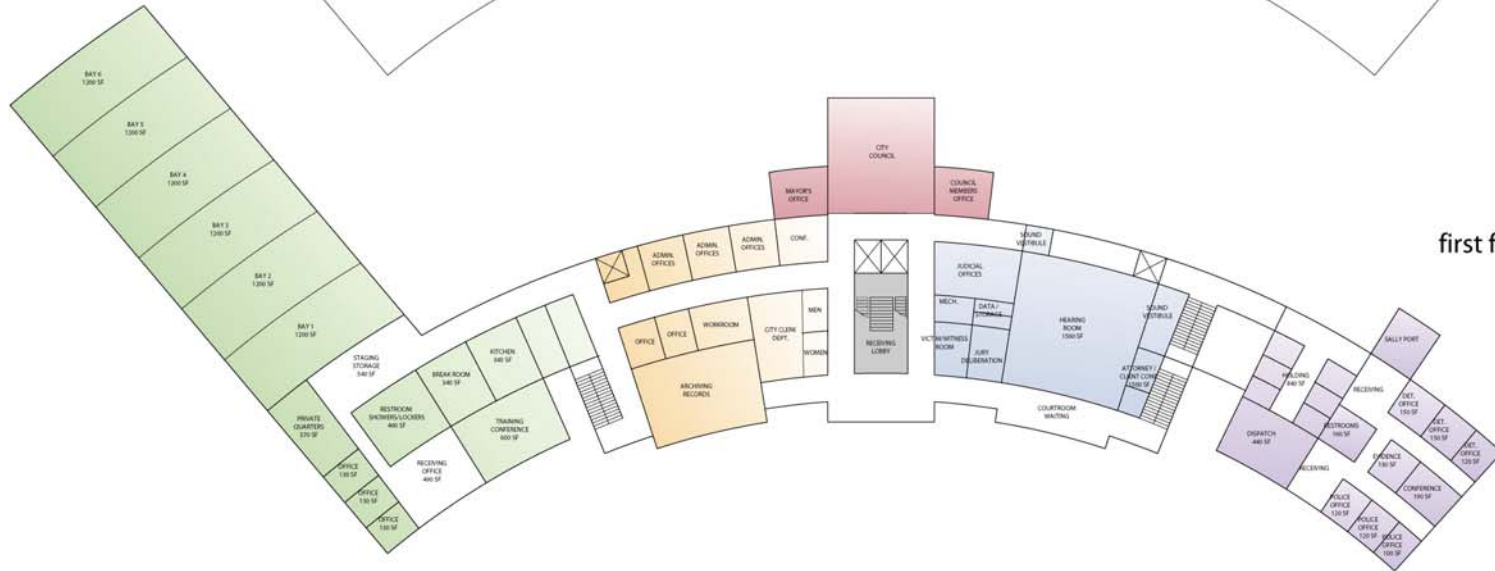 BAY 6
1200 SF
BAY 5
1200 SF
BAY 4
1200 SF
BAY 3
1200 SF
BAY 2
1200 SF
BAY 1
1200 SF
STAGING
STORAGE
540 SF
PRIVATE
QUARTERS
570 SF
OFFICE
130 SF
OFFICE
130 SF
OFFICE
130 SF
RESTROOM
SHOWERS/LOCKERS
BREAK ROOM
340 SF
KITCHEN
340 SF
TRAINING
CONFERENCE
600 SF
RECEIVING
OFFICE
400 SF
ADMIN.
OFFICES
ADMIN.
OFFICES
ADMIN.
OFFICES
CONF.
OFFICE
OFFICE
WORKROOM
CITY CLERK
DEPT.
MEN
WOMEN
ARCHIVING
RECORDS
MAYOR'S
OFFICE
CITY
COUNCIL
COUNCIL
MEMBERS
OFFICE
RECEIVING
LOBBY
SOUND
VESTIBULE
JUDICIAL
OFFICES
MECH.
DATA /
STORAGE
VICTIM/WITNESS
ROOM
JURY
DELIBERATION
HEARING
ROOM
1500 SF
SOUND
VESTIBULE
ATTORNEY /
CLIENT CONF.
COURTROOM
WAITING
first f
SALLY PORT
HOLDING
840 SF
RECEIVING
DET.
OFFICE
150 SF
DET.
OFFICE
150 SF
DET.
OFFICE
120 SF
DISPATCH
440 SF
RESTROOMS
160 SF
RECEIVING
EVIDENCE
130 SF
CONFERENCE
190 SF
POLICE
OFFICE
120 SF
POLICE
OFFICE
120 SF
POLICE
OFFICE
100 SF